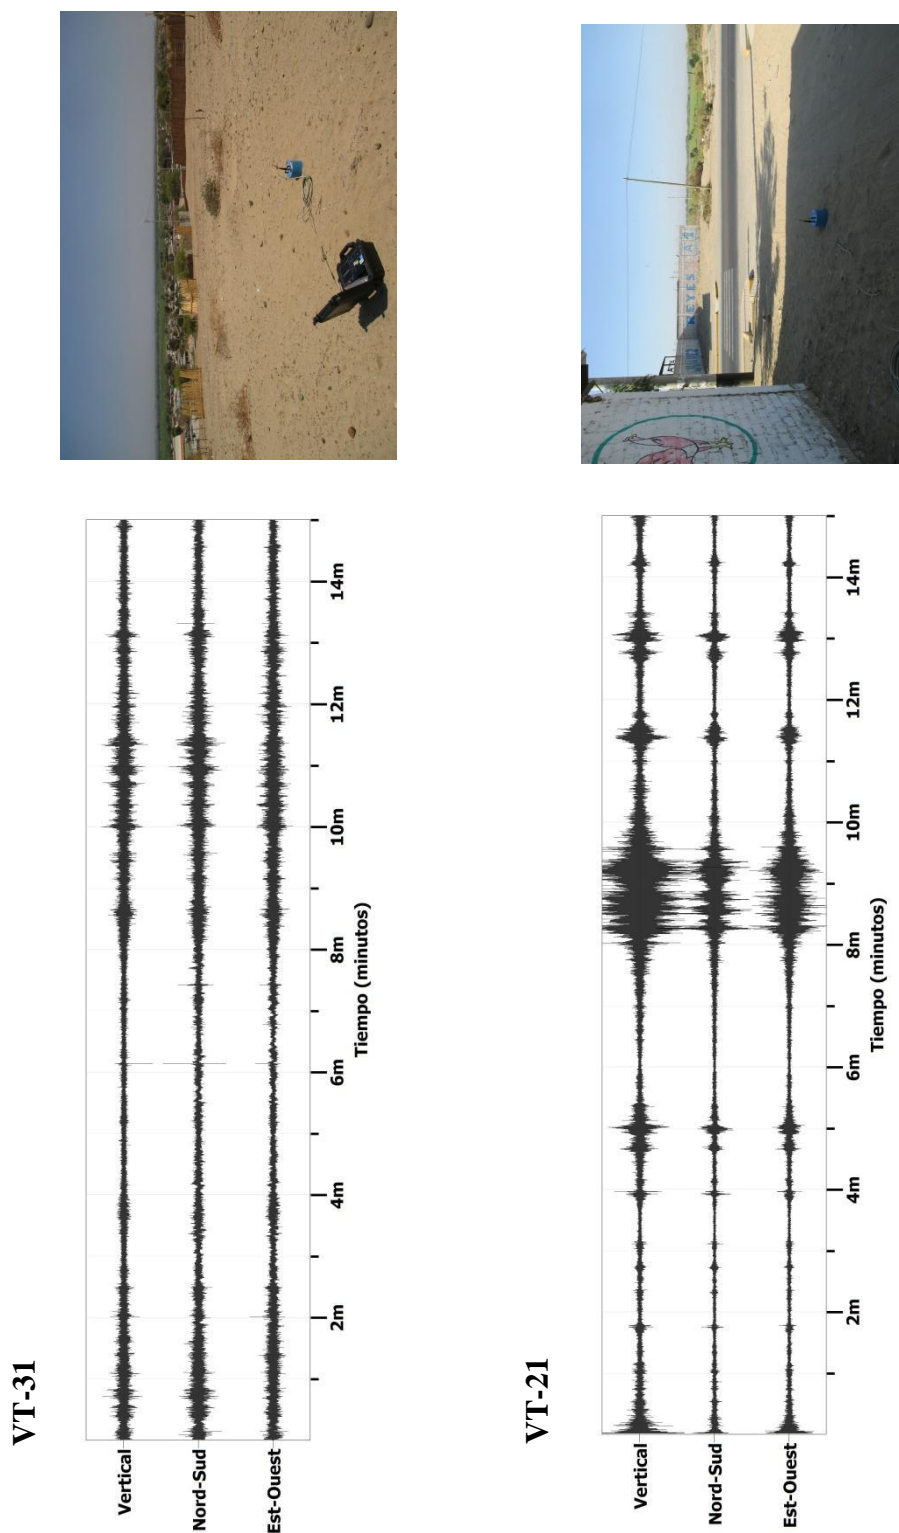 VT-31
Vertical
Nord-Sud
Est-Ouest
2m 4m 6m 8m 10m 12m 14m
Tiempo (minutos)
VT-21
Vertical
Nord-Sud
Est-Ouest
2m 4m 6m 8m 10m 12m 14m
Tiempo (minutos)
REYES